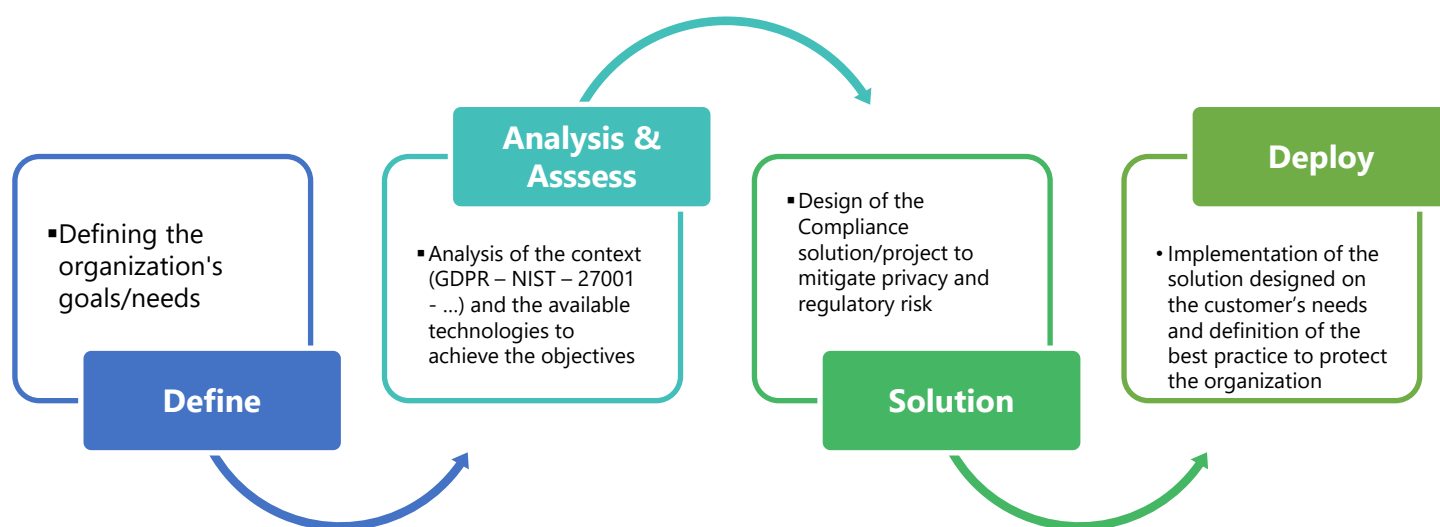 ▪Defining the
organization's
goals/needs
Define
Analysis &
Asssess
▪Analysis of the context
(GDPR – NIST – 27001
- …) and the available
technologies to
achieve the objectives
▪Design of the
Compliance
solution/project to
mitigate privacy and
regulatory risk
Solution
Deploy
• Implementation of the
solution designed on
the customer’s needs
and definition of the
best practice to protect
the organization